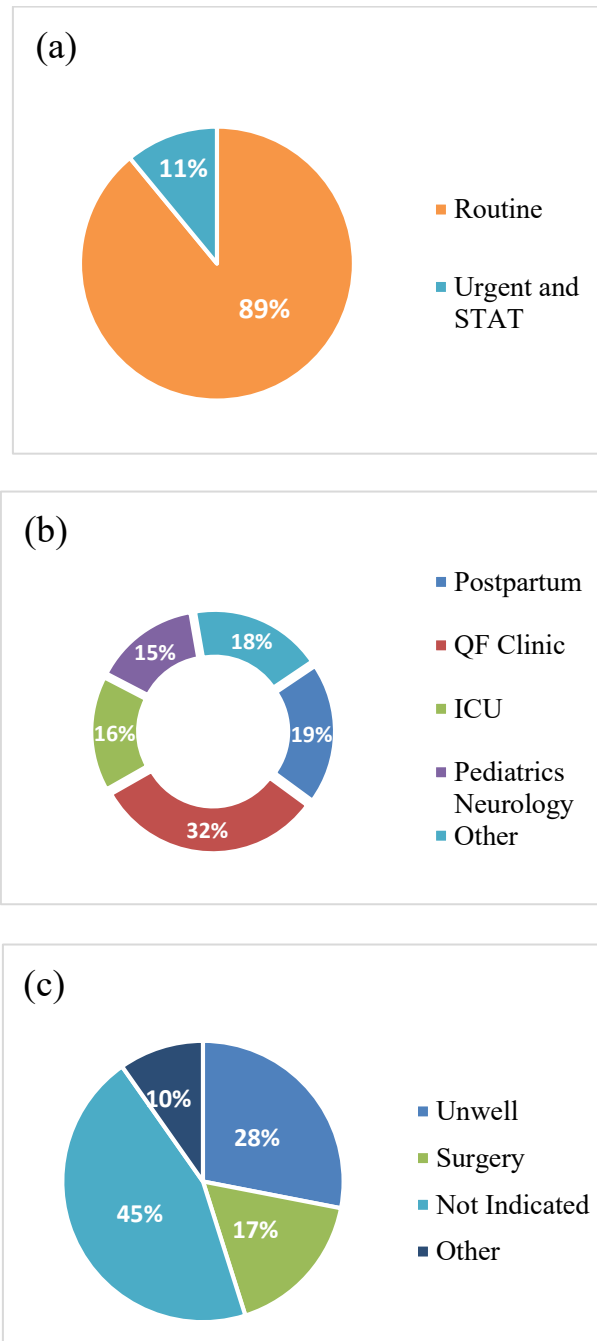 (a)
11%
89%
Routine
Urgent and
STAT
(b)
18%
15%
19%
16%
32%
Postpartum
QF Clinic
ICU
Pediatrics
Neurology
Other
(c)
10%
28%
45%
17%
Unwell
Surgery
Not Indicated
Other